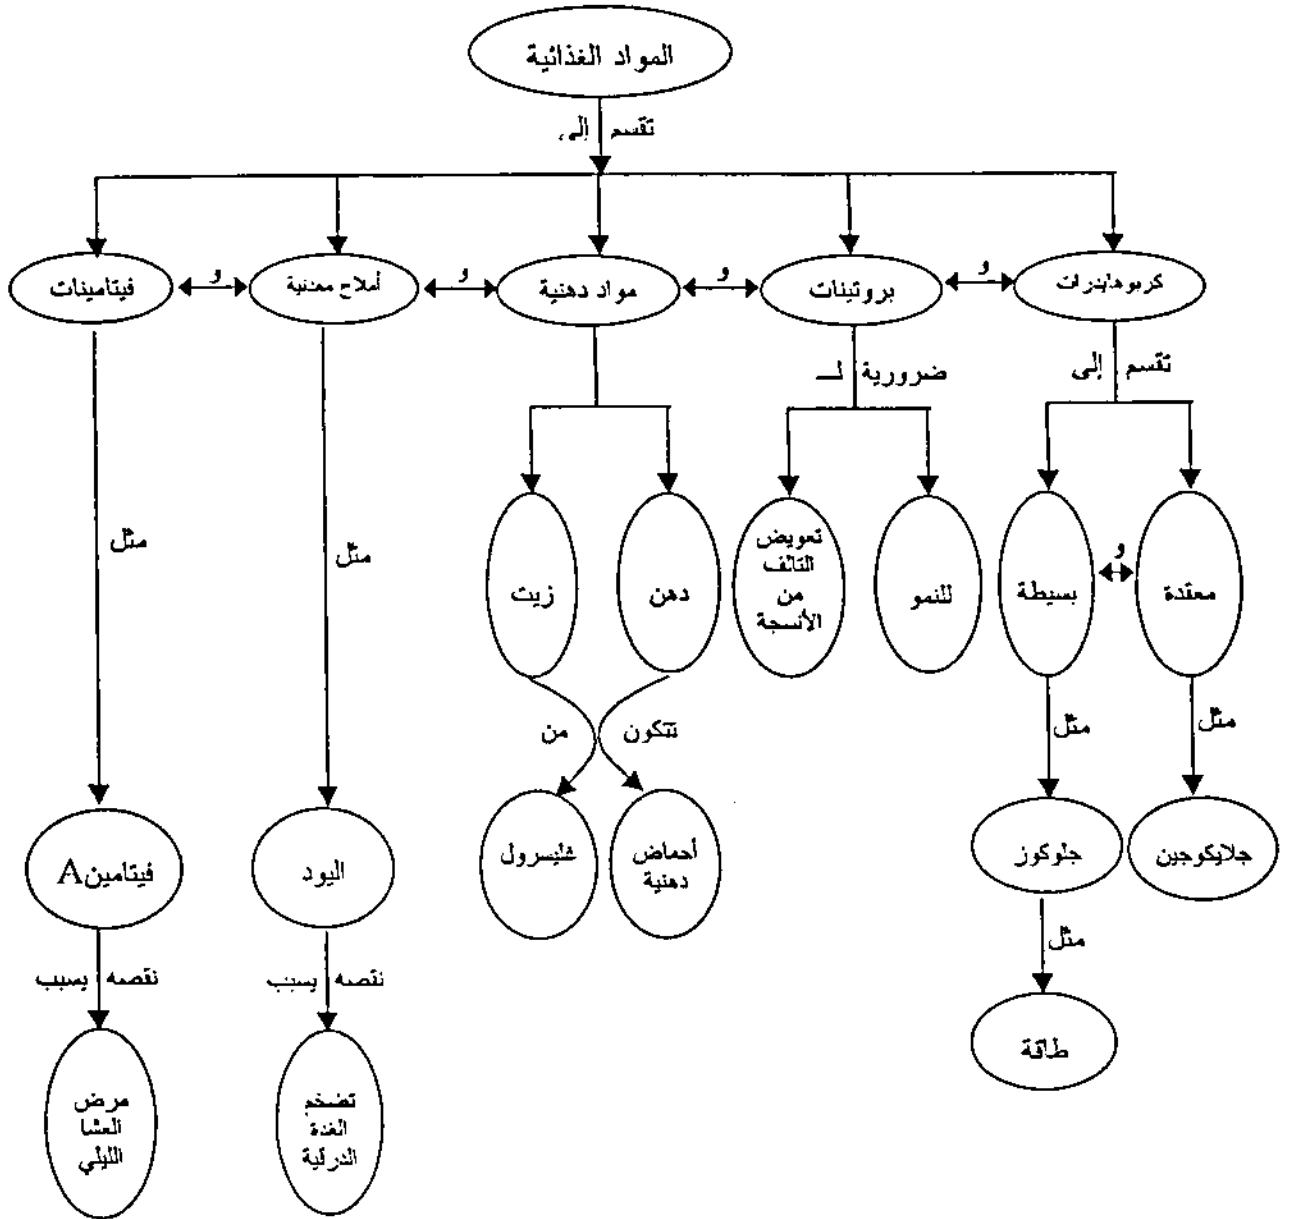 المواد الغذائية
تقسم إلى
كربوهايدرات
و
بروتينات
و
مواد دهنية
و
أملاح معدنية
و
فيتامينات
تقسم إلى
ضرورية لـ
معقدة
و
بسيطة
للنمو
تعويض
التالف
من
الأنسجة
دهن
زيت
مثل
مثل
مثل
مثل
تتكون
من
جلايكوجين
جلوكوز
أحماض
دهنية
غليسرول
اليود
فيتامين A
مثل
نقصه يسبب
نقصه يسبب
طاقة
تضخم
الغدة
الدرقية
مرض
العشا
الليلي